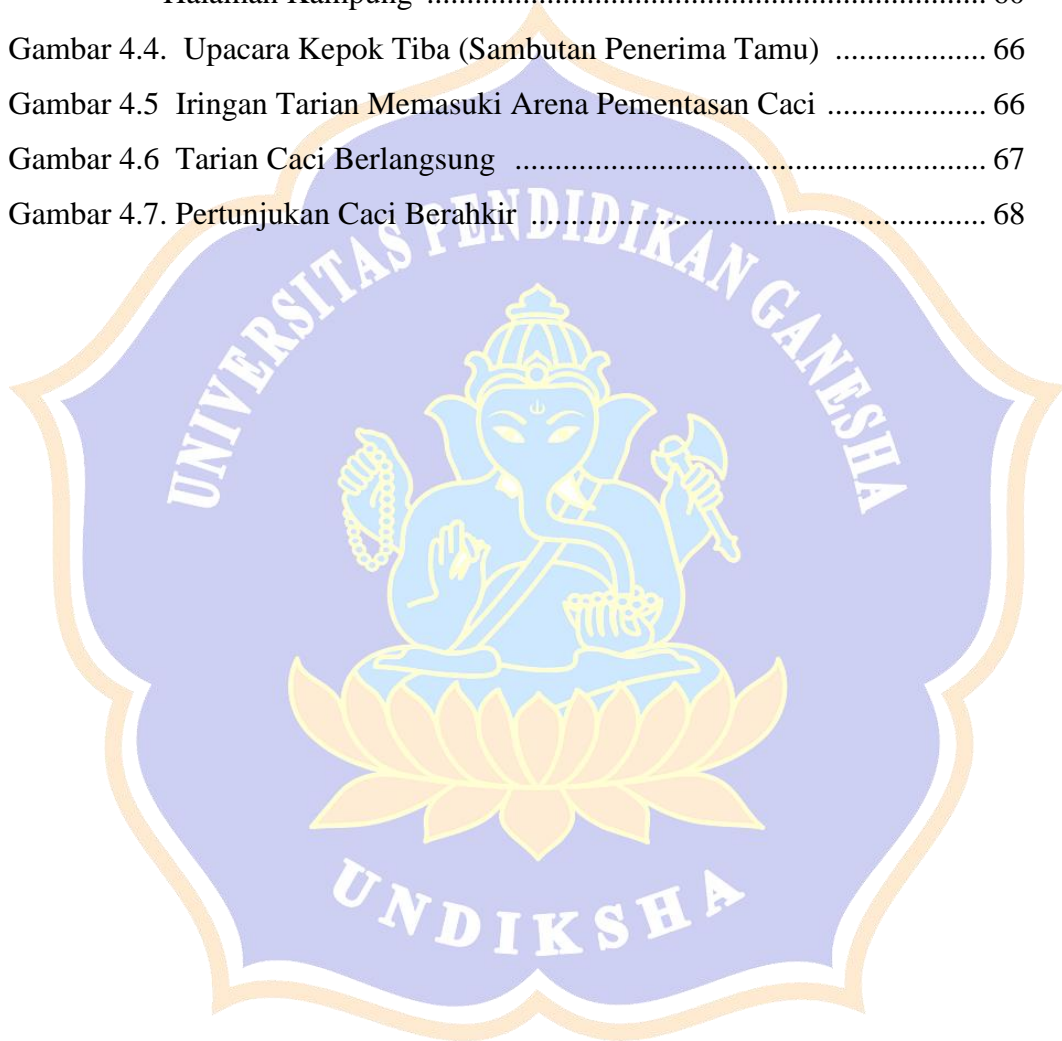 Gambar 4.4.  Upacara Kepok Tiba (Sambutan Penerima Tamu) ................... 66
Gambar 4.5  Iringan Tarian Memasuki Arena Pementasan Caci .................... 66
Gambar 4.6  Tarian Caci Berlangsung ........................................................... 67
Gambar 4.7. Pertunjukan Caci Berahkir ......................................................... 68
UNIVERSITAS PENDIDIKAN GANESHA
UNDIKSHA